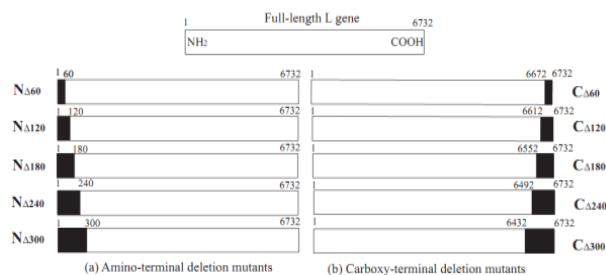 Full-length L gene
1 6732
NH2 COOH
1 60 6732 1 6672 6732
NΔ60 CΔ60
1 120 6732 1 6612 6732
NΔ120 CΔ120
1 180 6732 1 6552 6732
NΔ180 CΔ180
1 240 6732 1 6492 6732
NΔ240 CΔ240
1 300 6732 1 6432 6732
NΔ300 CΔ300
(a) Amino-terminal deletion mutants (b) Carboxy-terminal deletion mutants